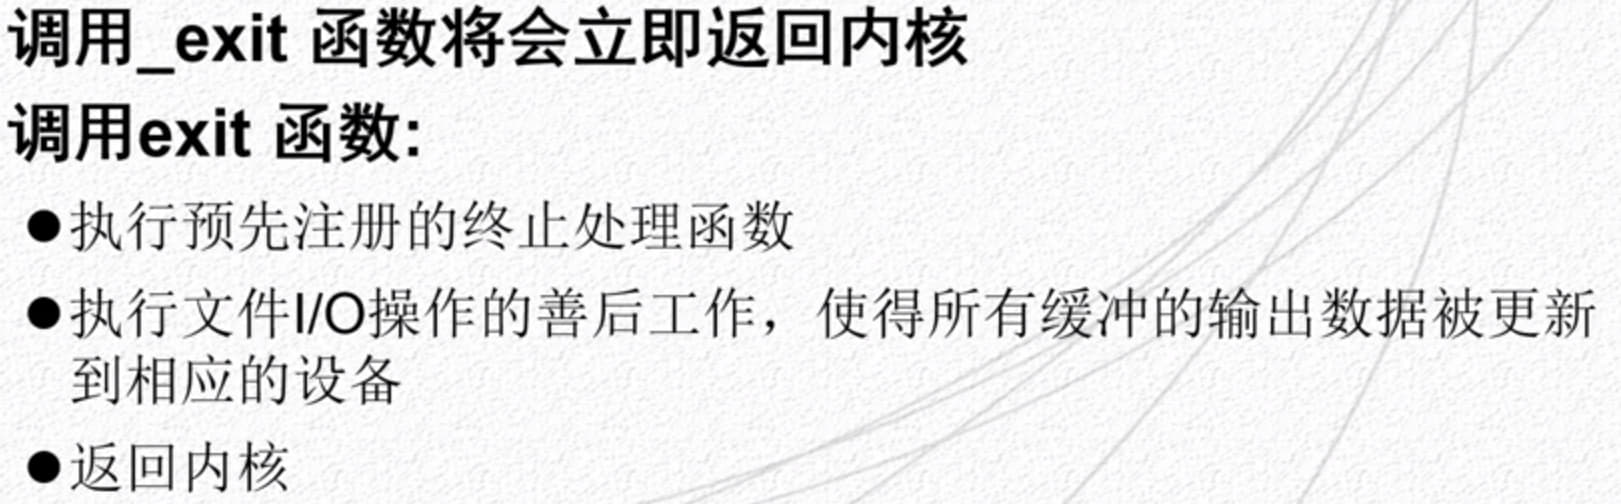 调用_exit 函数将会立即返回内核
调用exit 函数:
●执行预先注册的终止处理函数
●执行文件I/O操作的善后工作，使得所有缓冲的输出数据被更新
到相应的设备
●返回内核